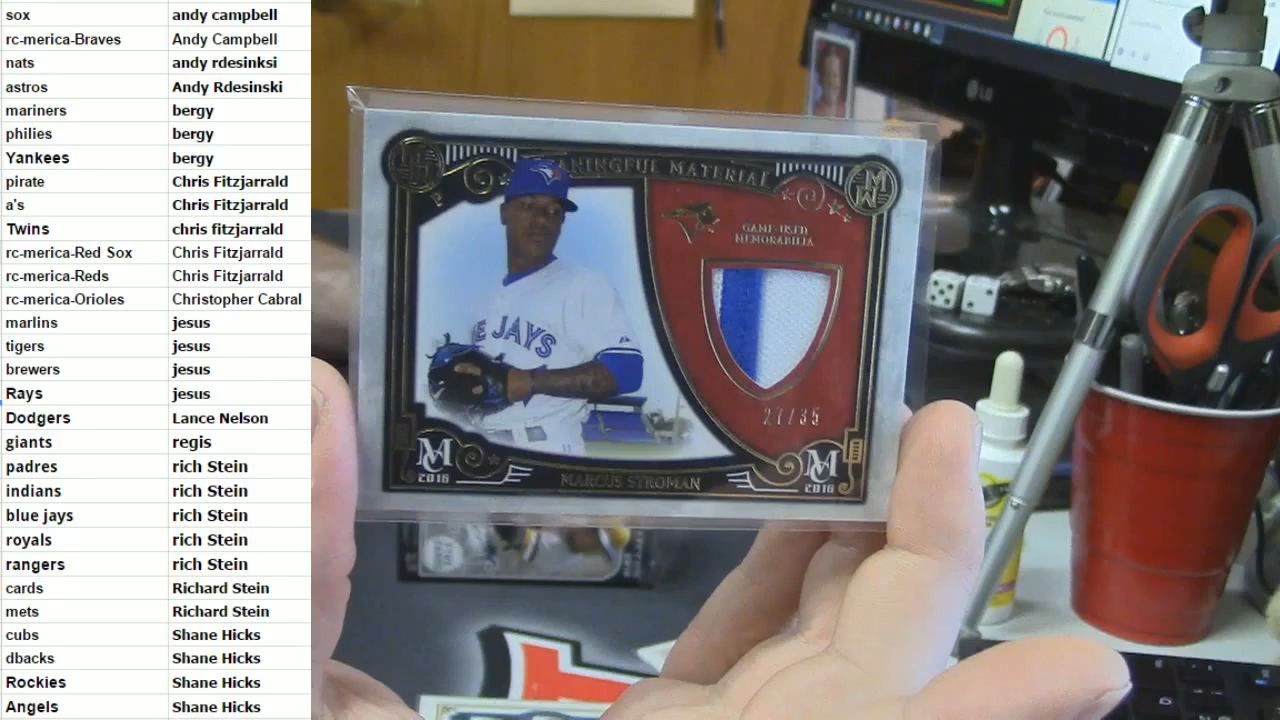 sox andy campbell
rc-merica-Braves Andy Campbell
nats andy rdesinksi
astros Andy Rdesinski
mariners bergy
philies bergy
Yankees bergy
pirate Chris Fitzjarrald
a's Chris Fitzjarrald
Twins chris fitzjarrald
rc-merica-Red Sox Chris Fitzjarrald
rc-merica-Reds Chris Fitzjarrald
rc-merica-Orioles Christopher Cabral
marlins jesus
tigers jesus
brewers jesus
Rays jesus
Dodgers Lance Nelson
giants regis
padres rich Stein
indians rich Stein
blue jays rich Stein
royals rich Stein
rangers rich Stein
cards Richard Stein
mets Richard Stein
cubs Shane Hicks
dbacks Shane Hicks
Rockies Shane Hicks
Angels Shane Hicks
MATERIAL
GAME-USED
MEMORABILIA
E JAYS
27/35
MC
2016
MARCUS STROMAN
MC
2016
LG